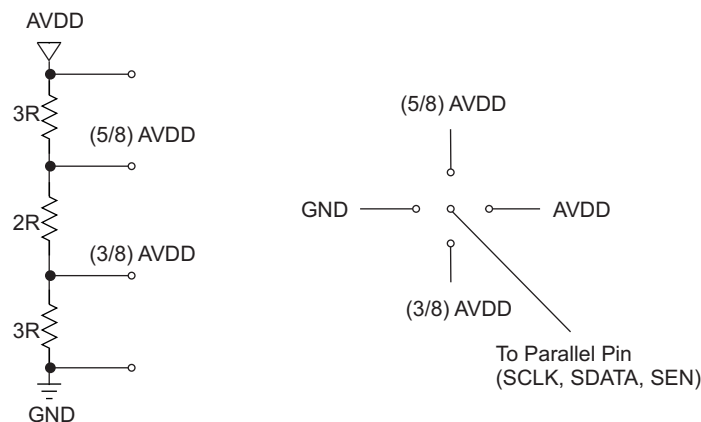 AVDD
3R
(5/8) AVDD
2R
(3/8) AVDD
3R
GND
(5/8) AVDD
GND
AVDD
(3/8) AVDD
To Parallel Pin
(SCLK, SDATA, SEN)